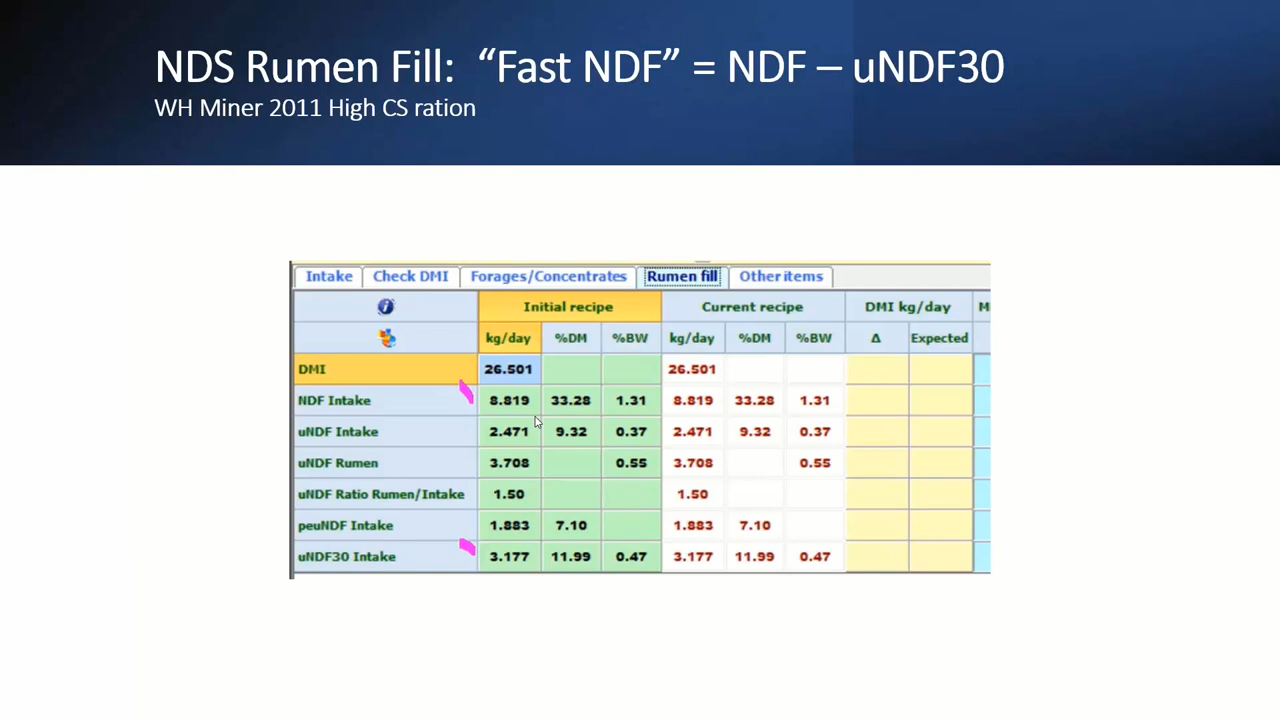 NDS Rumen Fill: “Fast NDF” = NDF – uNDF30
WH Miner 2011 High CS ration
Intake Check DMI Forages/Concentrates Rumen fill Other items
Initial recipe Current recipe DMI kg/day
kg/day %DM %BW kg/day %DM %BW Δ Expected
DMI 26.501 26.501
NDF Intake 8.819 33.28 1.31 8.819 33.28 1.31
uNDF Intake 2.471 9.32 0.37 2.471 9.32 0.37
uNDF Rumen 3.708 0.55 3.708 0.55
uNDF Ratio Rumen/Intake 1.50 1.50
peuNDF Intake 1.883 7.10 1.883 7.10
uNDF30 Intake 3.177 11.99 0.47 3.177 11.99 0.47